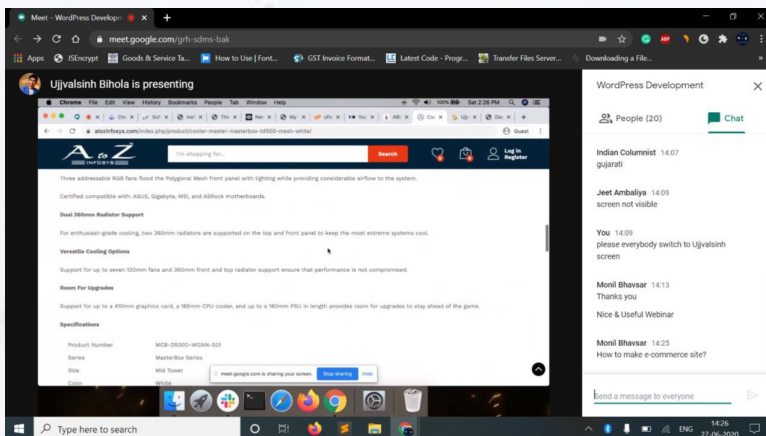 Meet – WordPress Developm
meet.google.com/grh-sdms-bak
Apps
JSEncrypt
Goods & Service Ta...
How to Use | Font...
GST Invoice Format...
Latest Code - Progr...
Transfer Files Server...
Downloading a File...
Ujjvalsinh Bihola is presenting
Chrome File Edit View History Bookmarks People Tab Window Help
100%
Sat 2:26 PM
atozinfosys.com/index.php/product/cooler-master-masterbox-td500-mesh-white/
Guest
A to Z
INFOSYS
I'm shopping for...
Search
Log in
Register
Three addressable RGB fans flood the Polygonal Mesh front panel with lighting while providing considerable airflow to the system.
Certified compatible with: ASUS, Gigabyte, MSI, and ASRock motherboards.
Dual 360mm Radiator Support
For enthusiast-grade cooling, two 360mm radiators are supported on the top and front panel to keep the most extreme systems cool.
Versatile Cooling Options
Support for up to seven 120mm fans and 360mm front and top radiator support ensure that performance is not compromised.
Room For Upgrades
Support for up to a 410mm graphics card, a 165mm CPU cooler, and up to a 180mm PSU in length provides room for upgrades to stay ahead of the game.
Specifications
Product Number MCB-D500D-WGNN-S01
Series MasterBox Series
Size Mid Tower
Color White
meet.google.com is sharing your screen. Stop sharing Hide
WordPress Development
People (20)
Chat
Indian Columnist 14:07
gujarati
Jeet Ambaliya 14:09
screen not visible
You 14:09
please everybody switch to Ujjvalsinh
screen
Monil Bhavsar 14:13
Thanks you
Nice & Useful Webinar
Monil Bhavsar 14:25
How to make e-commerce site?
Send a message to everyone
Type here to search
ENG
14:26
27-06-2020